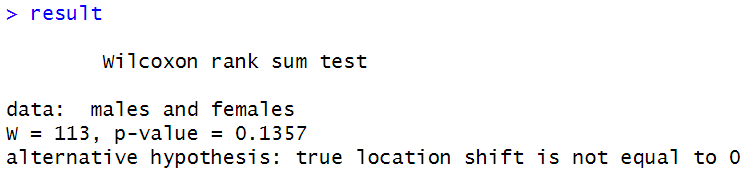 > result
Wilcoxon rank sum test
data:  males and females
W = 113, p-value = 0.1357
alternative hypothesis: true location shift is not equal to 0